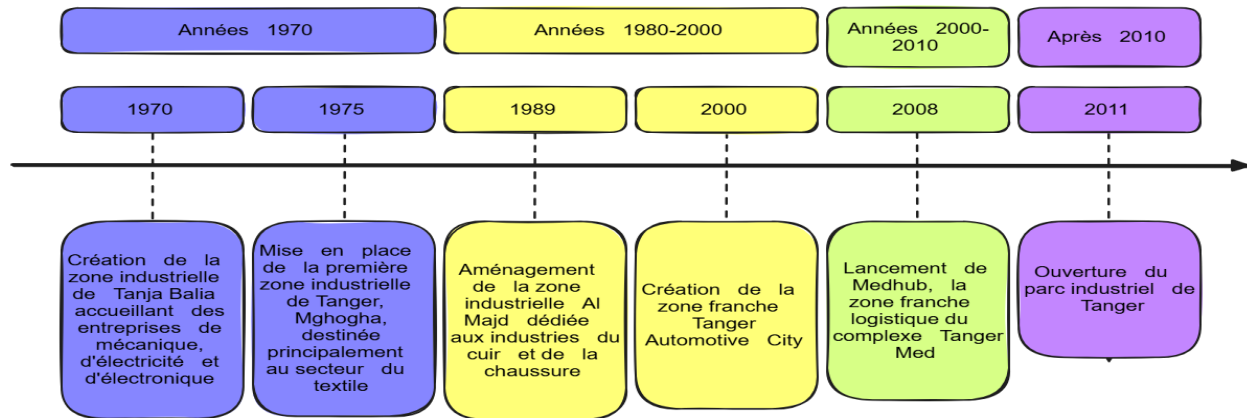 Années 1970
Années 1980-2000
Années 2000-
2010
Après 2010
1970
1975
1989
2000
2008
2011
Création de la
zone industrielle
de Tanja Balia
accueillant des
entreprises de
mécanique,
d'électricité et
d'électronique
Mise en place
de la première
zone industrielle
de Tanger,
Mghogha,
destinée
principalement
au secteur du
textile
Aménagement
de la zone
industrielle Al
Majd dédiée
aux industries du
cuir et de la
chaussure
Création de la
zone franche
Tanger
Automotive City
Lancement de
Medhub, la
zone franche
logistique du
complexe Tanger
Med
Ouverture du
parc industriel de
Tanger